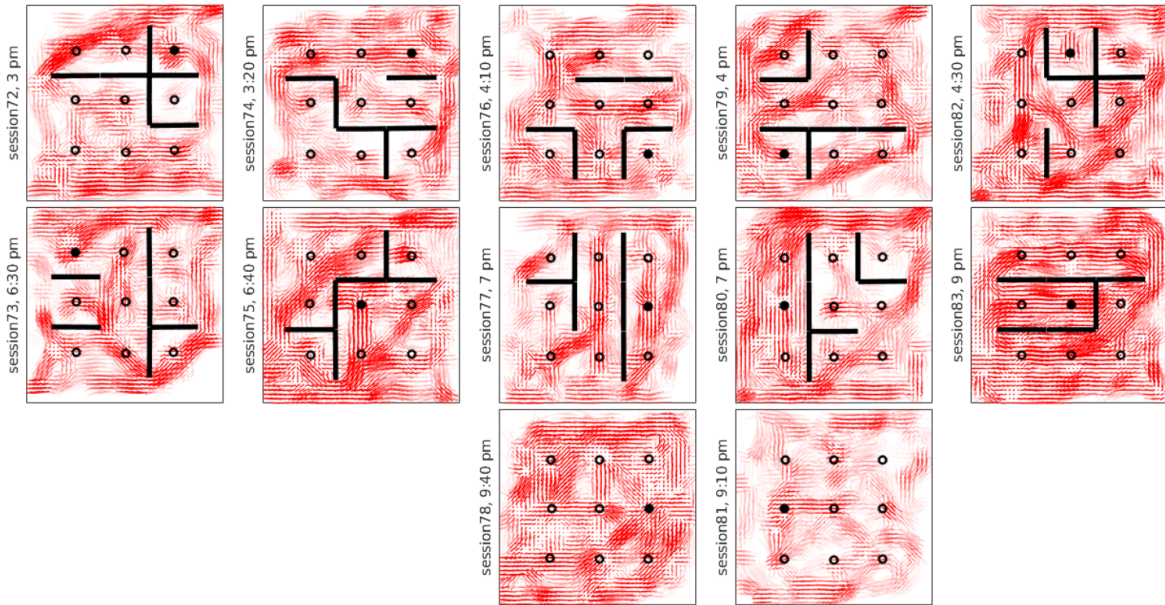 session72, 3 pm
session74, 3:20 pm
session76, 4:10 pm
session79, 4 pm
session82, 4:30 pm
session73, 6:30 pm
session75, 6:40 pm
session77, 7 pm
session80, 7 pm
session83, 9 pm
session78, 9:40 pm
session81, 9:10 pm